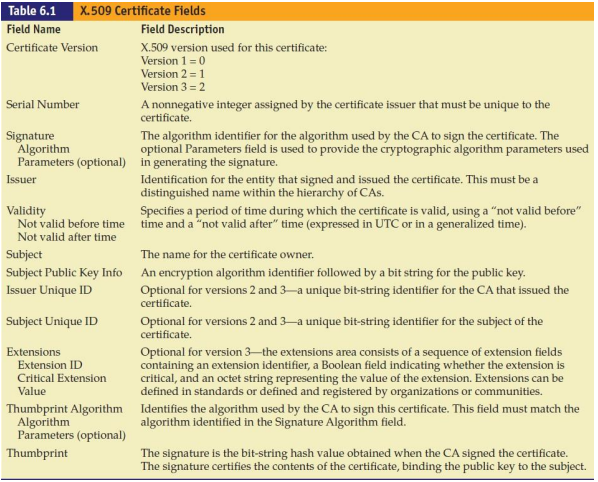 Table 6.1 X.509 Certificate Fields
Field Name Field Description
Certificate Version X.509 version used for this certificate:
Version 1 = 0
Version 2 = 1
Version 3 = 2
Serial Number A nonnegative integer assigned by the certificate issuer that must be unique to the
certificate.
Signature The algorithm identifier for the algorithm used by the CA to sign the certificate. The
Algorithm optional Parameters field is used to provide the cryptographic algorithm parameters used
Parameters (optional) in generating the signature.
Issuer Identification for the entity that signed and issued the certificate. This must be a
distinguished name within the hierarchy of CAs.
Validity Specifies a period of time during which the certificate is valid, using a “not valid before”
Not valid before time time and a “not valid after” time (expressed in UTC or in a generalized time).
Not valid after time
Subject The name for the certificate owner.
Subject Public Key Info An encryption algorithm identifier followed by a bit string for the public key.
Issuer Unique ID Optional for versions 2 and 3—a unique bit-string identifier for the CA that issued the
certificate.
Subject Unique ID Optional for versions 2 and 3—a unique bit-string identifier for the subject of the
certificate.
Extensions Optional for version 3—the extensions area consists of a sequence of extension fields
Extension ID containing an extension identifier, a Boolean field indicating whether the extension is
Critical Extension critical, and an octet string representing the value of the extension. Extensions can be
Value defined in standards or defined and registered by organizations or communities.
Thumbprint Algorithm Identifies the algorithm used by the CA to sign this certificate. This field must match the
Algorithm algorithm identified in the Signature Algorithm field.
Parameters (optional)
Thumbprint The signature is the bit-string hash value obtained when the CA signed the certificate.
The signature certifies the contents of the certificate, binding the public key to the subject.